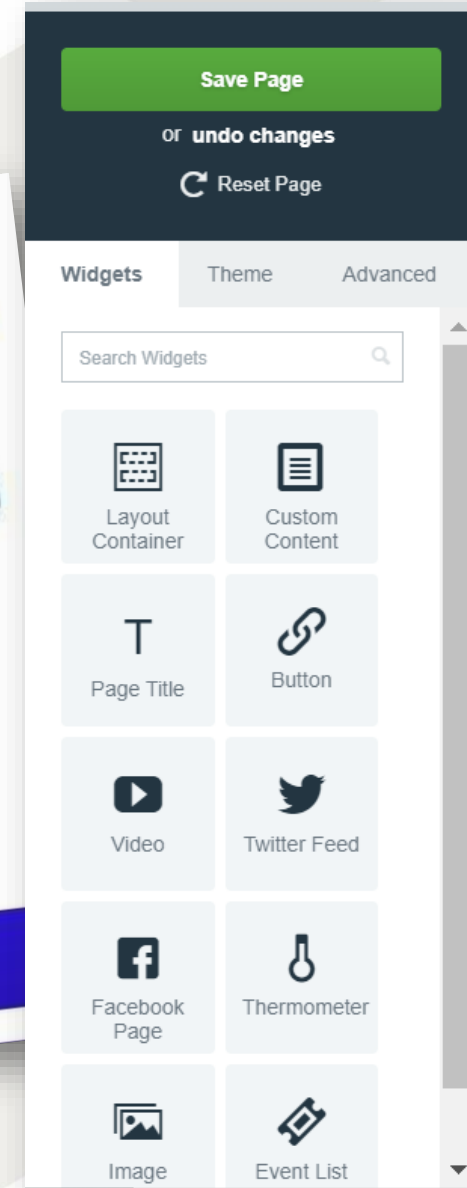 Save Page
or undo changes
Reset Page
Widgets Theme Advanced
Search Widgets
Layout
Container
Custom
Content
T
Page Title
Button
Video
Twitter Feed
Facebook
Page
Thermometer
Image
Event List